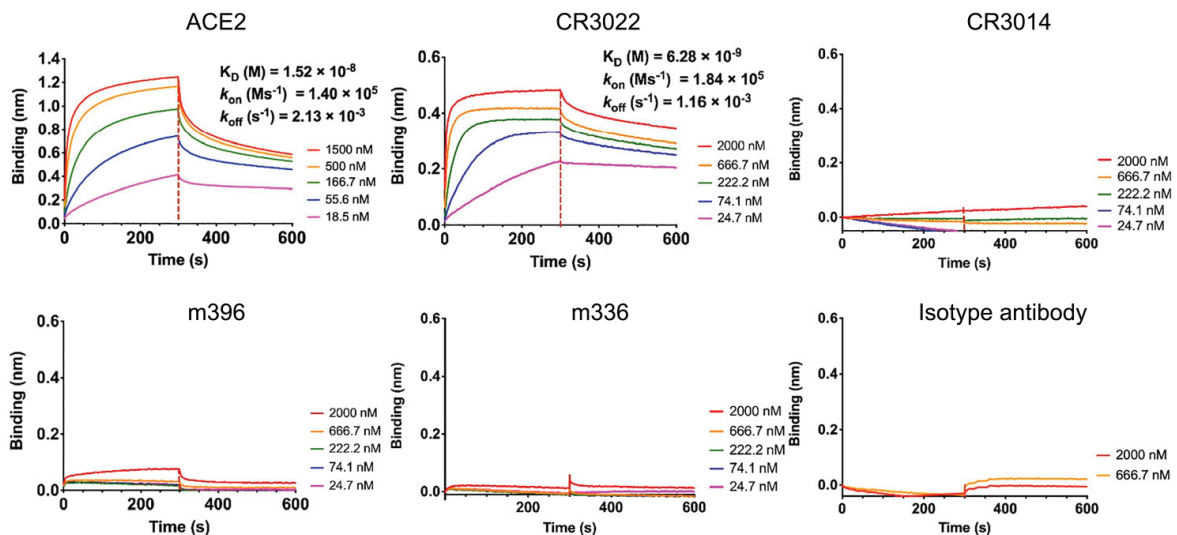 ACE2
Binding (nm)
1.4
1.2
1.0
0.8
0.6
0.4
0.2
0.0
K_D (M) = 1.52 × 10⁻⁸
k_on (Ms⁻¹) = 1.40 × 10⁵
k_off (s⁻¹) = 2.13 × 10⁻³
1500 nM
500 nM
166.7 nM
55.6 nM
18.5 nM
0 200 400 600
Time (s)
CR3022
Binding (nm)
0.6
0.4
0.2
0.0
K_D (M) = 6.28 × 10⁻⁹
k_on (Ms⁻¹) = 1.84 × 10⁵
k_off (s⁻¹) = 1.16 × 10⁻³
2000 nM
666.7 nM
222.2 nM
74.1 nM
24.7 nM
0 200 400 600
Time (s)
CR3014
Binding (nm)
0.6
0.4
0.2
0.0
2000 nM
666.7 nM
222.2 nM
74.1 nM
24.7 nM
0 200 400 600
Time (s)
m396
Binding (nm)
0.6
0.4
0.2
0.0
2000 nM
666.7 nM
222.2 nM
74.1 nM
24.7 nM
0 200 400 600
Time (s)
m336
Binding (nm)
0.6
0.4
0.2
0.0
2000 nM
666.7 nM
222.2 nM
74.1 nM
24.7 nM
0 200 400 600
Time (s)
Isotype antibody
Binding (nm)
0.6
0.4
0.2
0.0
2000 nM
666.7 nM
0 200 400 600
Time (s)